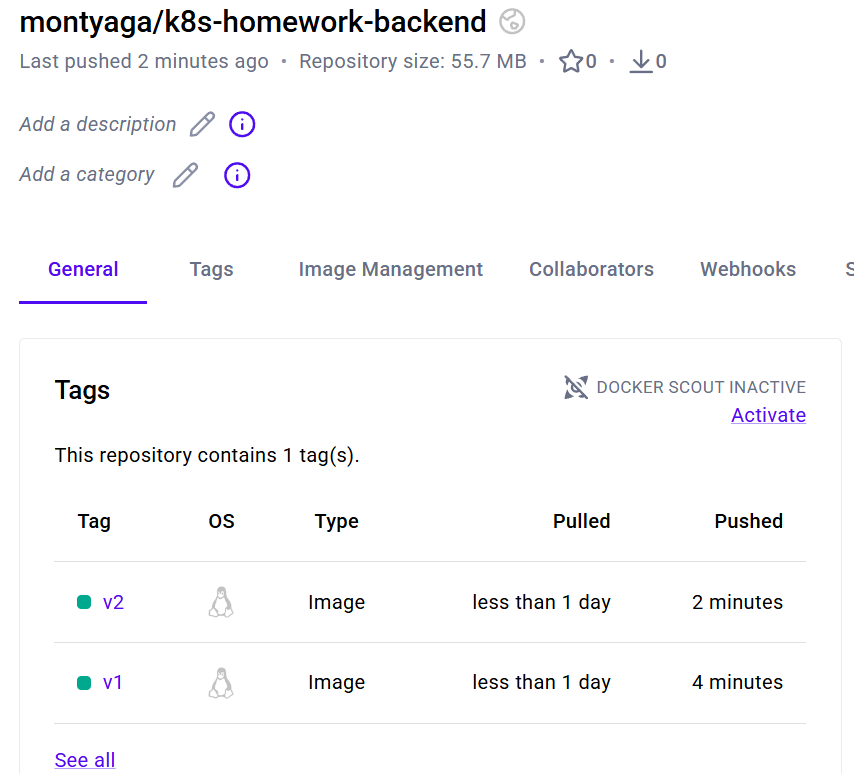 montyaga/k8s-homework-backend
Last pushed 2 minutes ago • Repository size: 55.7 MB • 0 • 0
Add a description
Add a category
General Tags Image Management Collaborators Webhooks S
Tags
DOCKER SCOUT INACTIVE
Activate
This repository contains 1 tag(s).
Tag OS Type Pulled Pushed
v2 Image less than 1 day 2 minutes
v1 Image less than 1 day 4 minutes
See all